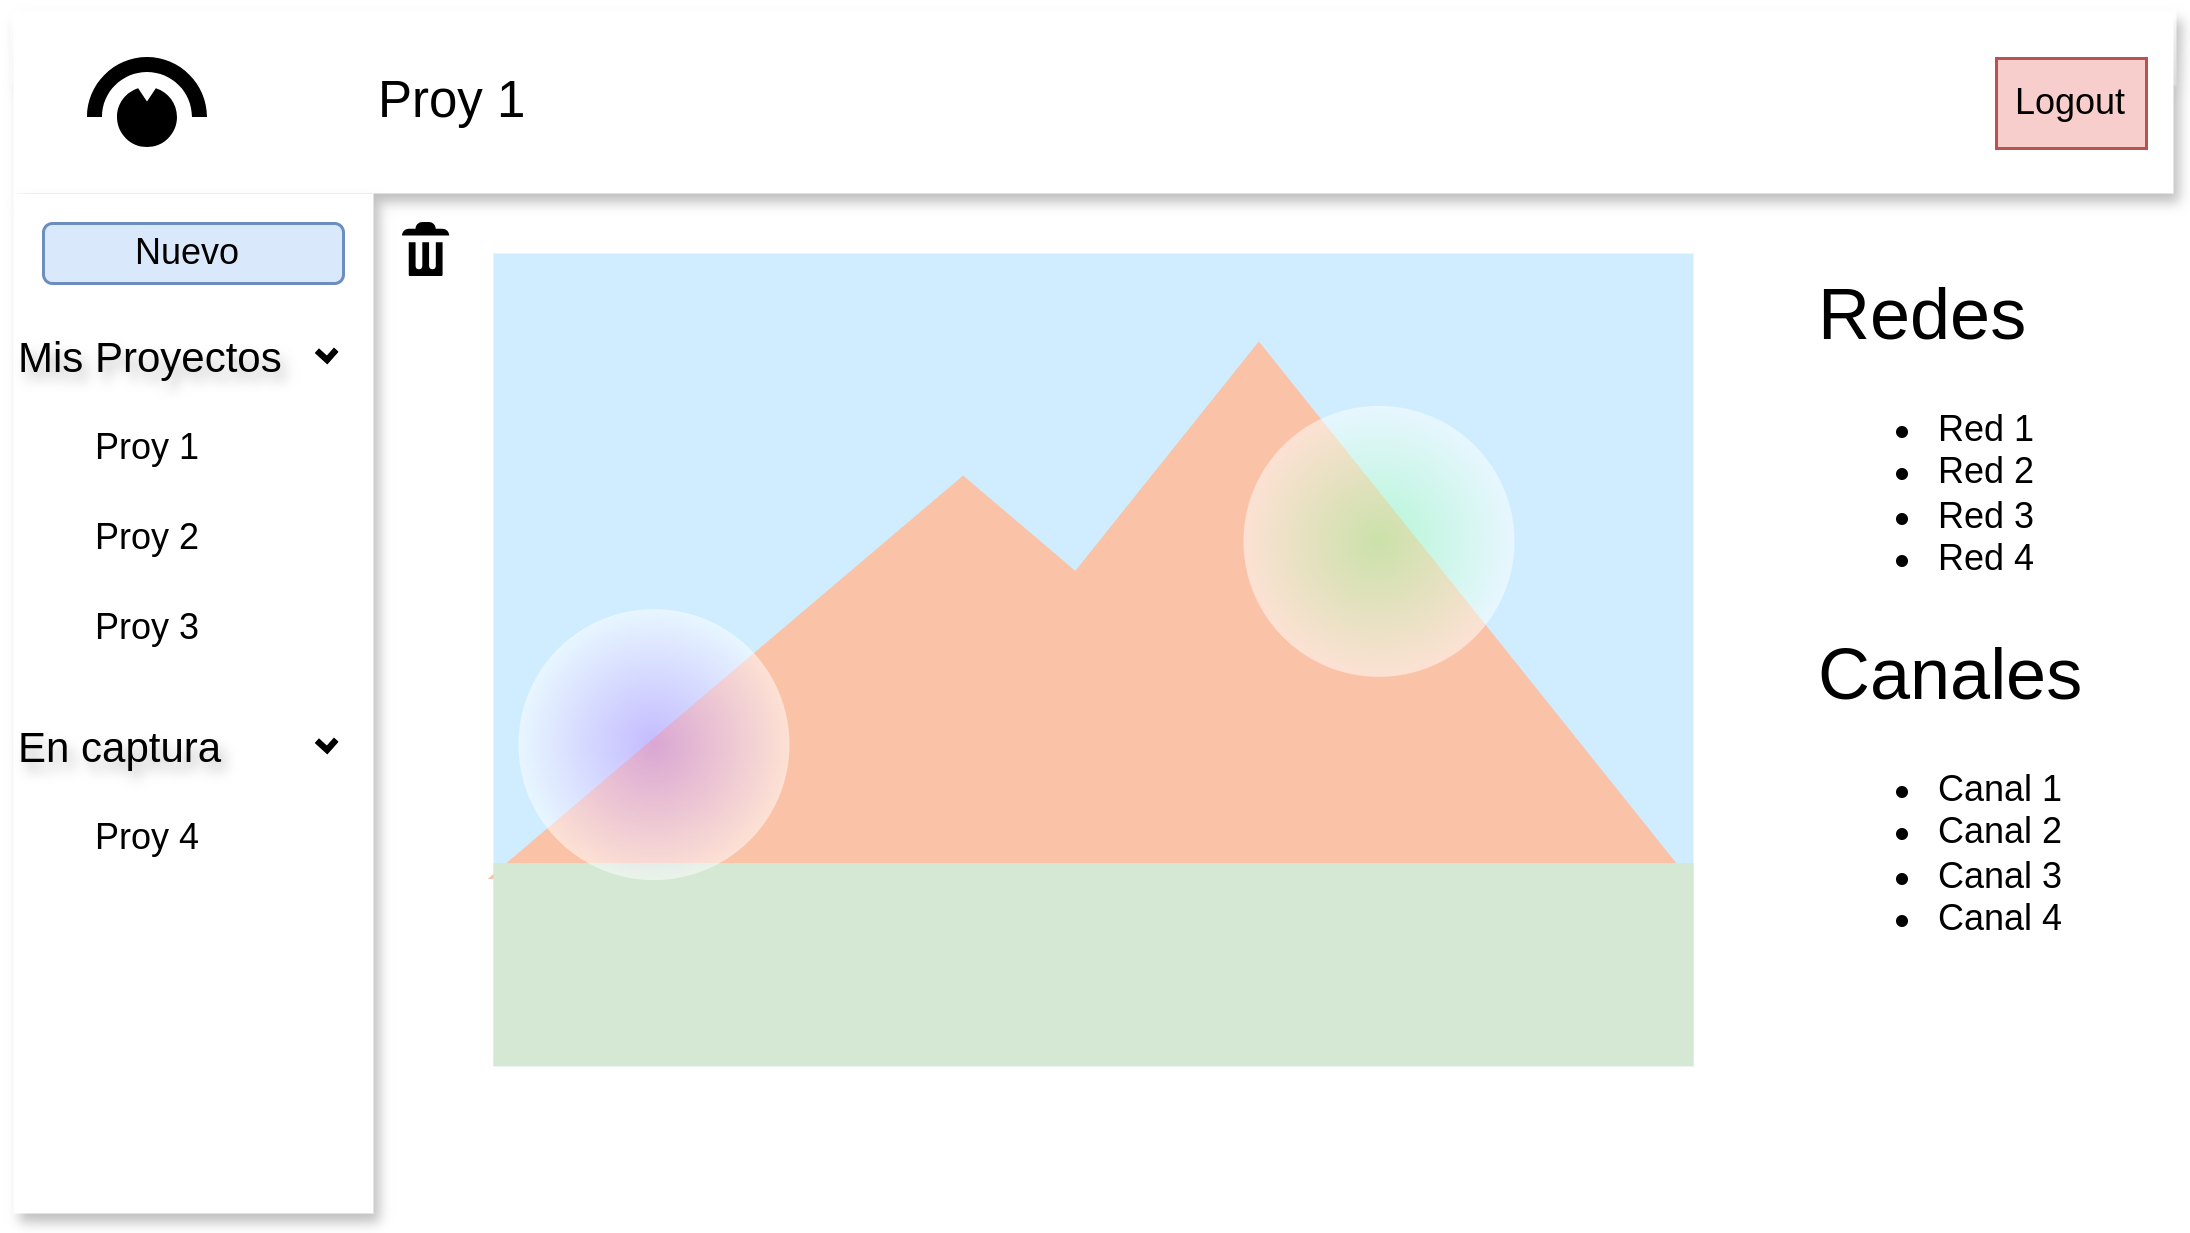 Proy 1
Logout
Nuevo
Mis Proyectos
Proy 1
Proy 2
Proy 3
En captura
Proy 4
Redes
Red 1
Red 2
Red 3
Red 4
Canales
Canal 1
Canal 2
Canal 3
Canal 4